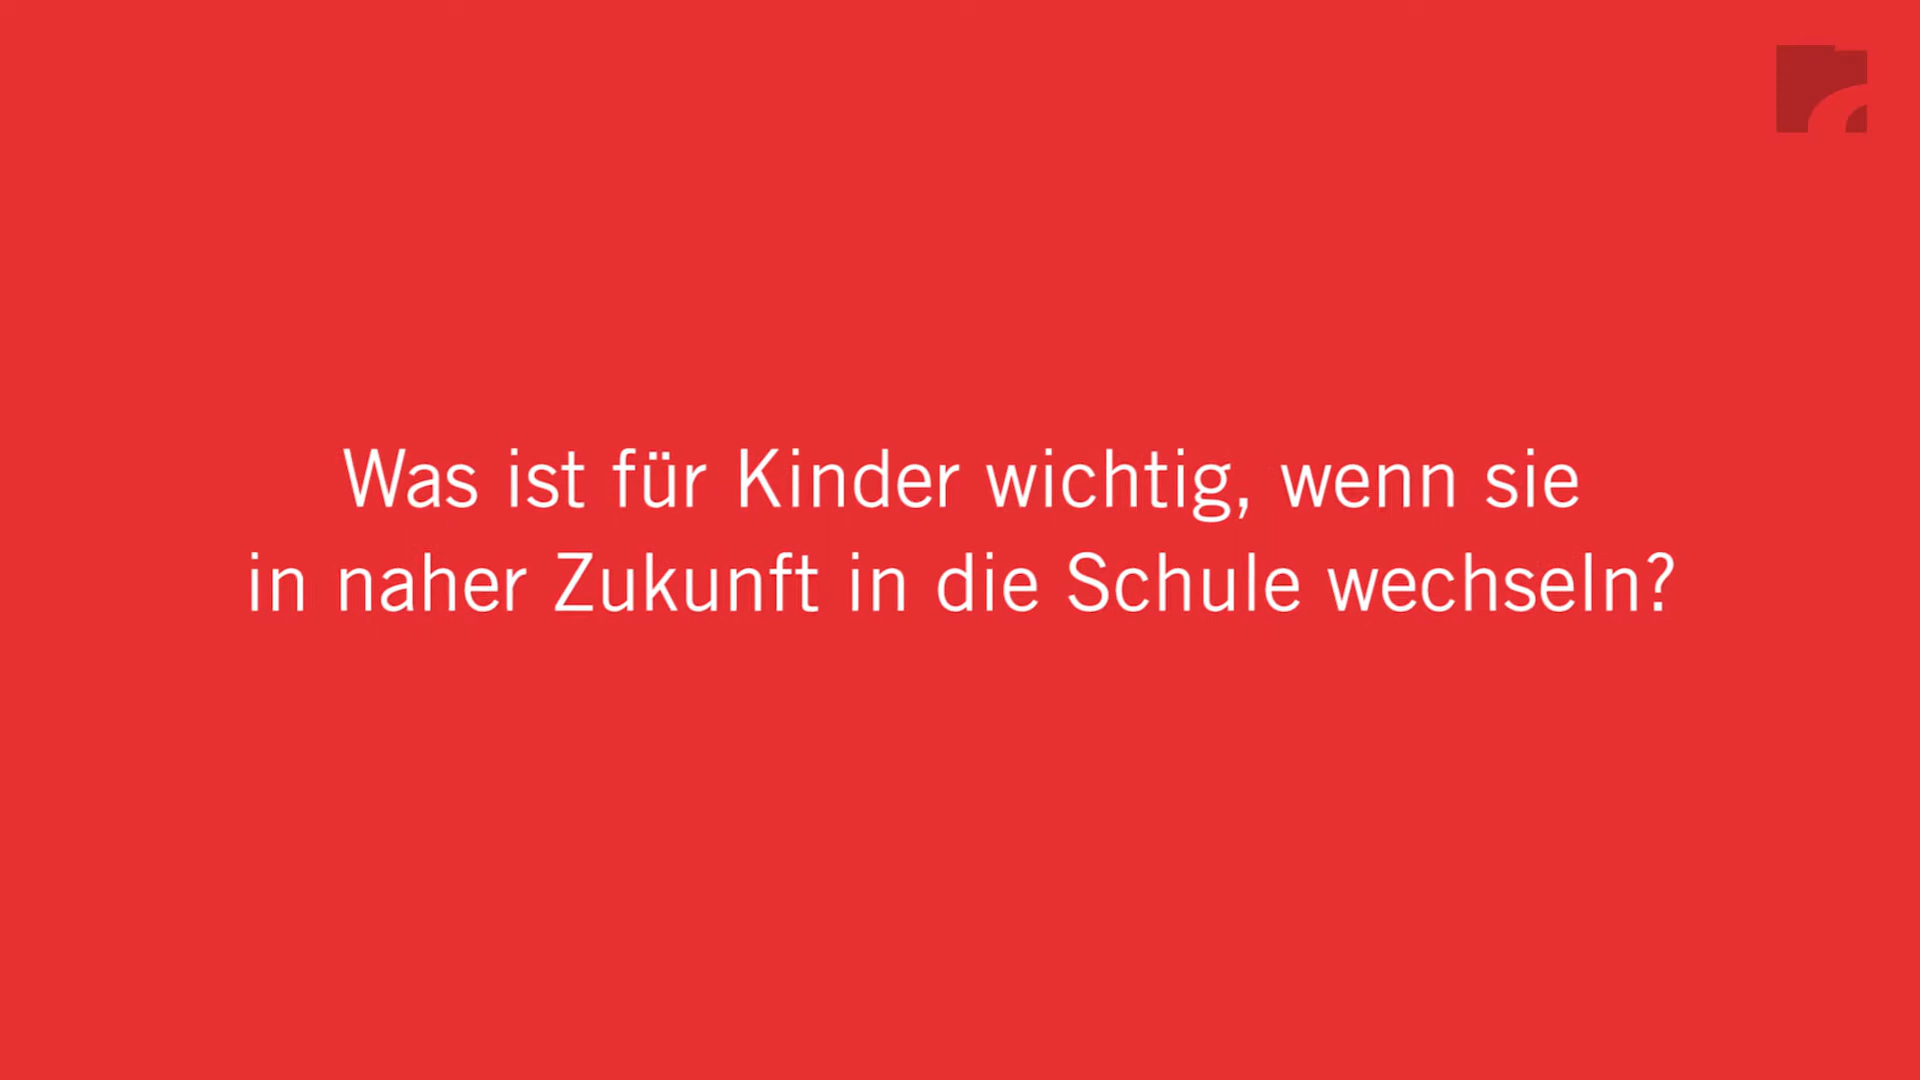 Was ist für Kinder wichtig, wenn sie
in naher Zukunft in die Schule wechseln?